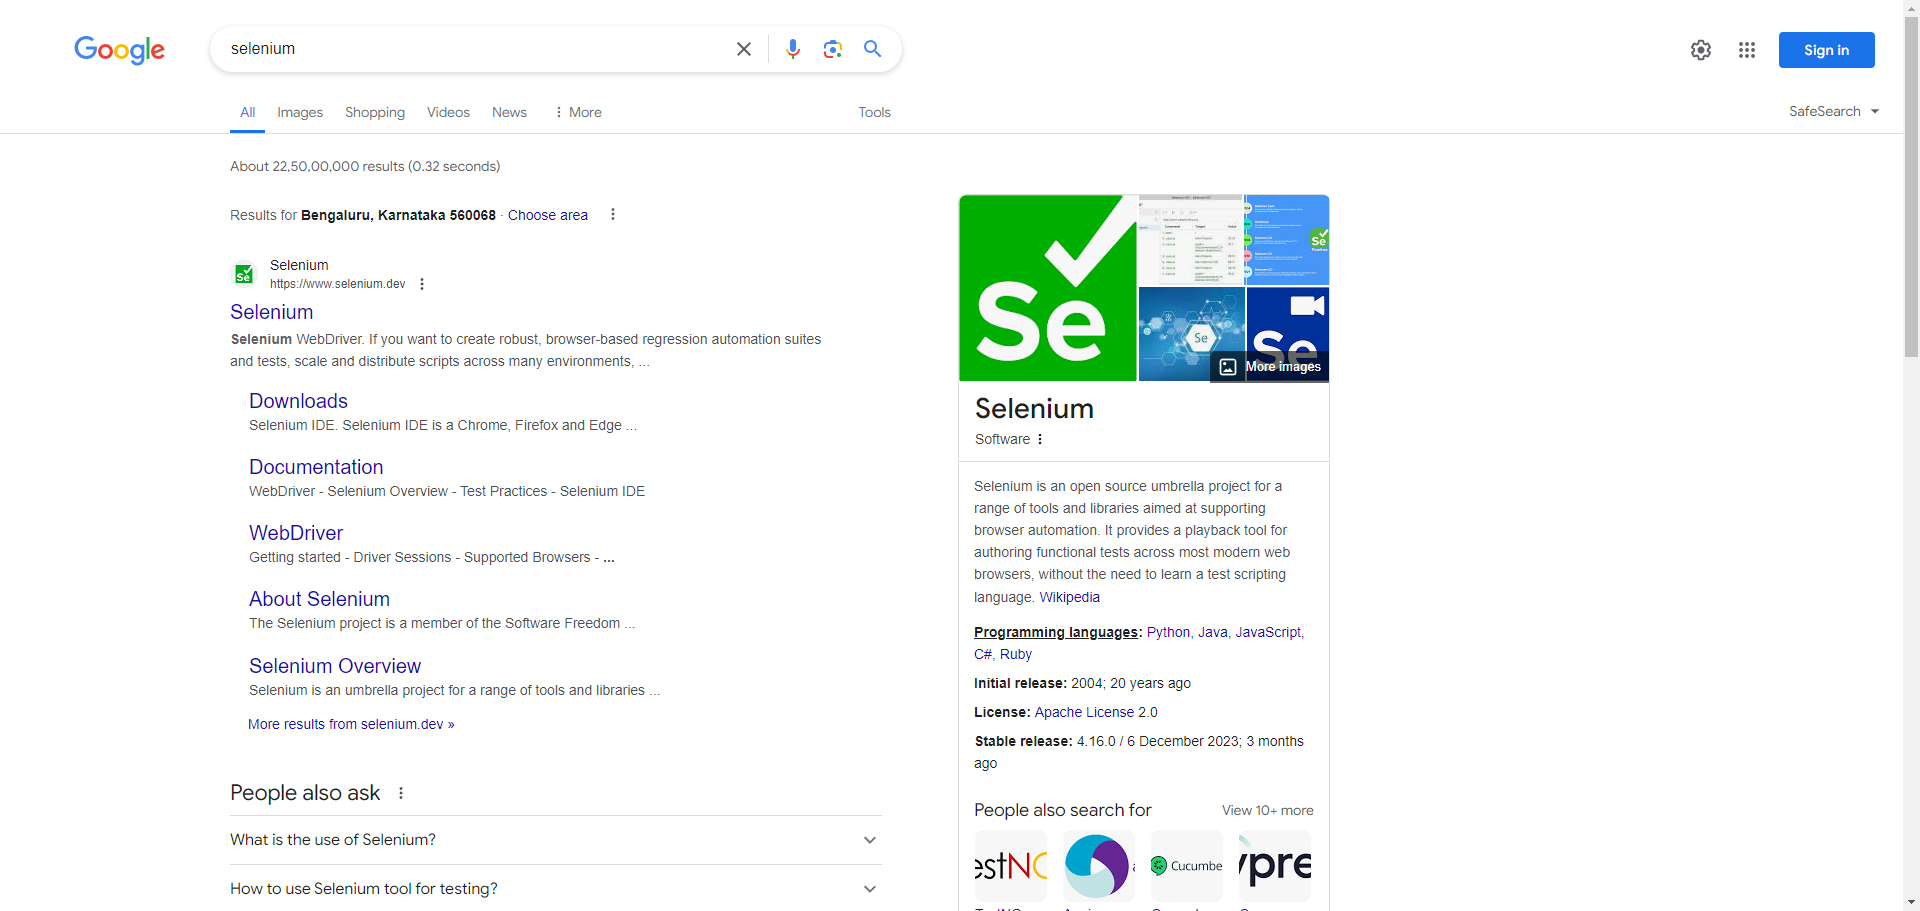 Google
selenium
Sign in
All
Images
Shopping
Videos
News
More
Tools
SafeSearch
About 22,50,00,000 results (0.32 seconds)
Results for Bengaluru, Karnataka 560068 · Choose area
Selenium
https://www.selenium.dev
Selenium
Selenium WebDriver. If you want to create robust, browser-based regression automation suites
and tests, scale and distribute scripts across many environments, ...
Downloads
Selenium IDE. Selenium IDE is a Chrome, Firefox and Edge ...
Documentation
WebDriver - Selenium Overview - Test Practices - Selenium IDE
WebDriver
Getting started - Driver Sessions - Supported Browsers - ...
About Selenium
The Selenium project is a member of the Software Freedom ...
Selenium Overview
Selenium is an umbrella project for a range of tools and libraries ...
More results from selenium.dev »
People also ask
What is the use of Selenium?
How to use Selenium tool for testing?
Se
Se
Se
Se
More images
Selenium
Software
Selenium is an open source umbrella project for a
range of tools and libraries aimed at supporting
browser automation. It provides a playback tool for
authoring functional tests across most modern web
browsers, without the need to learn a test scripting
language. Wikipedia
Programming languages: Python, Java, JavaScript,
C#, Ruby
Initial release: 2004; 20 years ago
License: Apache License 2.0
Stable release: 4.16.0 / 6 December 2023; 3 months
ago
People also search for
View 10+ more
estNG
Cucumbe
ypre